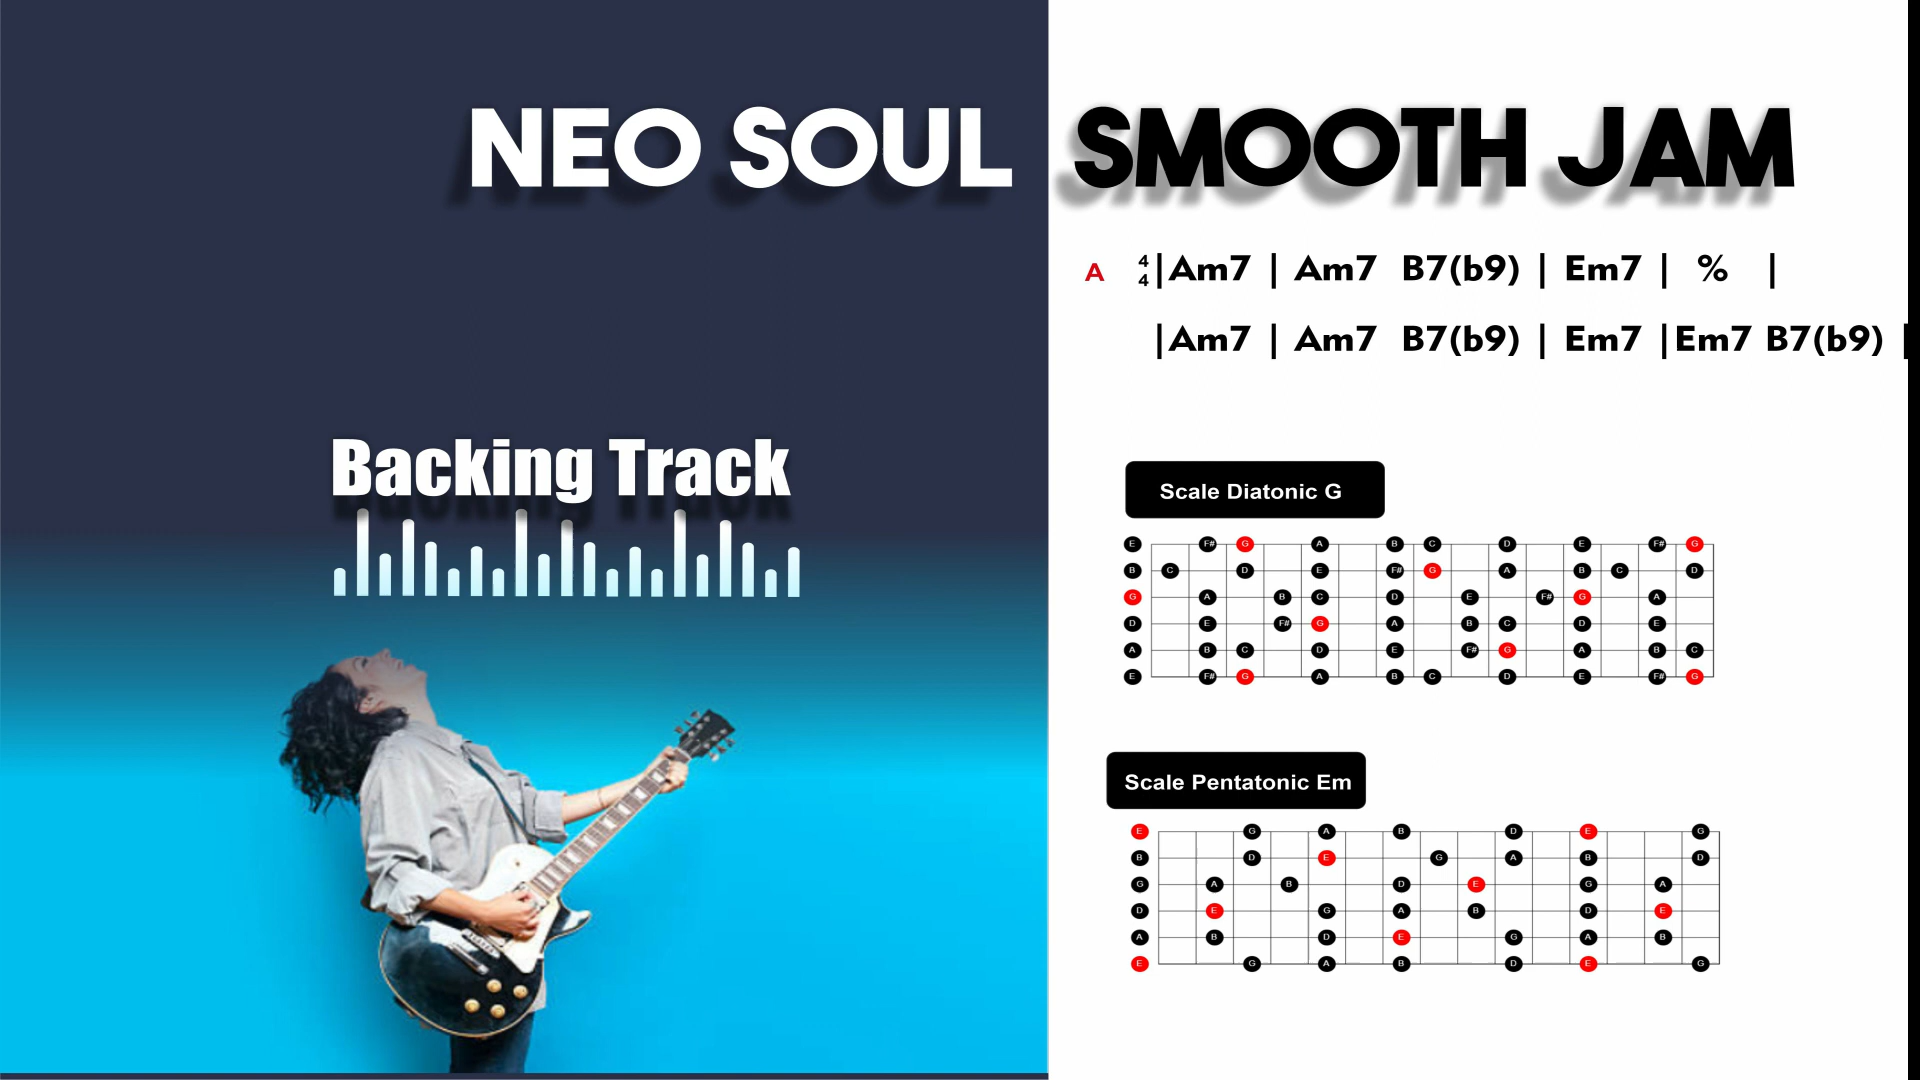 NEO SOUL SMOOTH JAM
A 4/4 |Am7 | Am7 B7(b9) | Em7 | % |
|Am7 | Am7 B7(b9) | Em7 |Em7 B7(b9) |
Backing Track
Scale Diatonic G
E F# G A B C D E F# G
B C D E F# G A B C D
G A B C D E F# G A
D E F# G A B C D E
A B C D E F# G A B C
E F# G A B C D E F# G
Scale Pentatonic Em
E G A B D E G
B D E G A B D
G A B D E G A
D E G A B D E
A B D E G A B
E G A B D E G